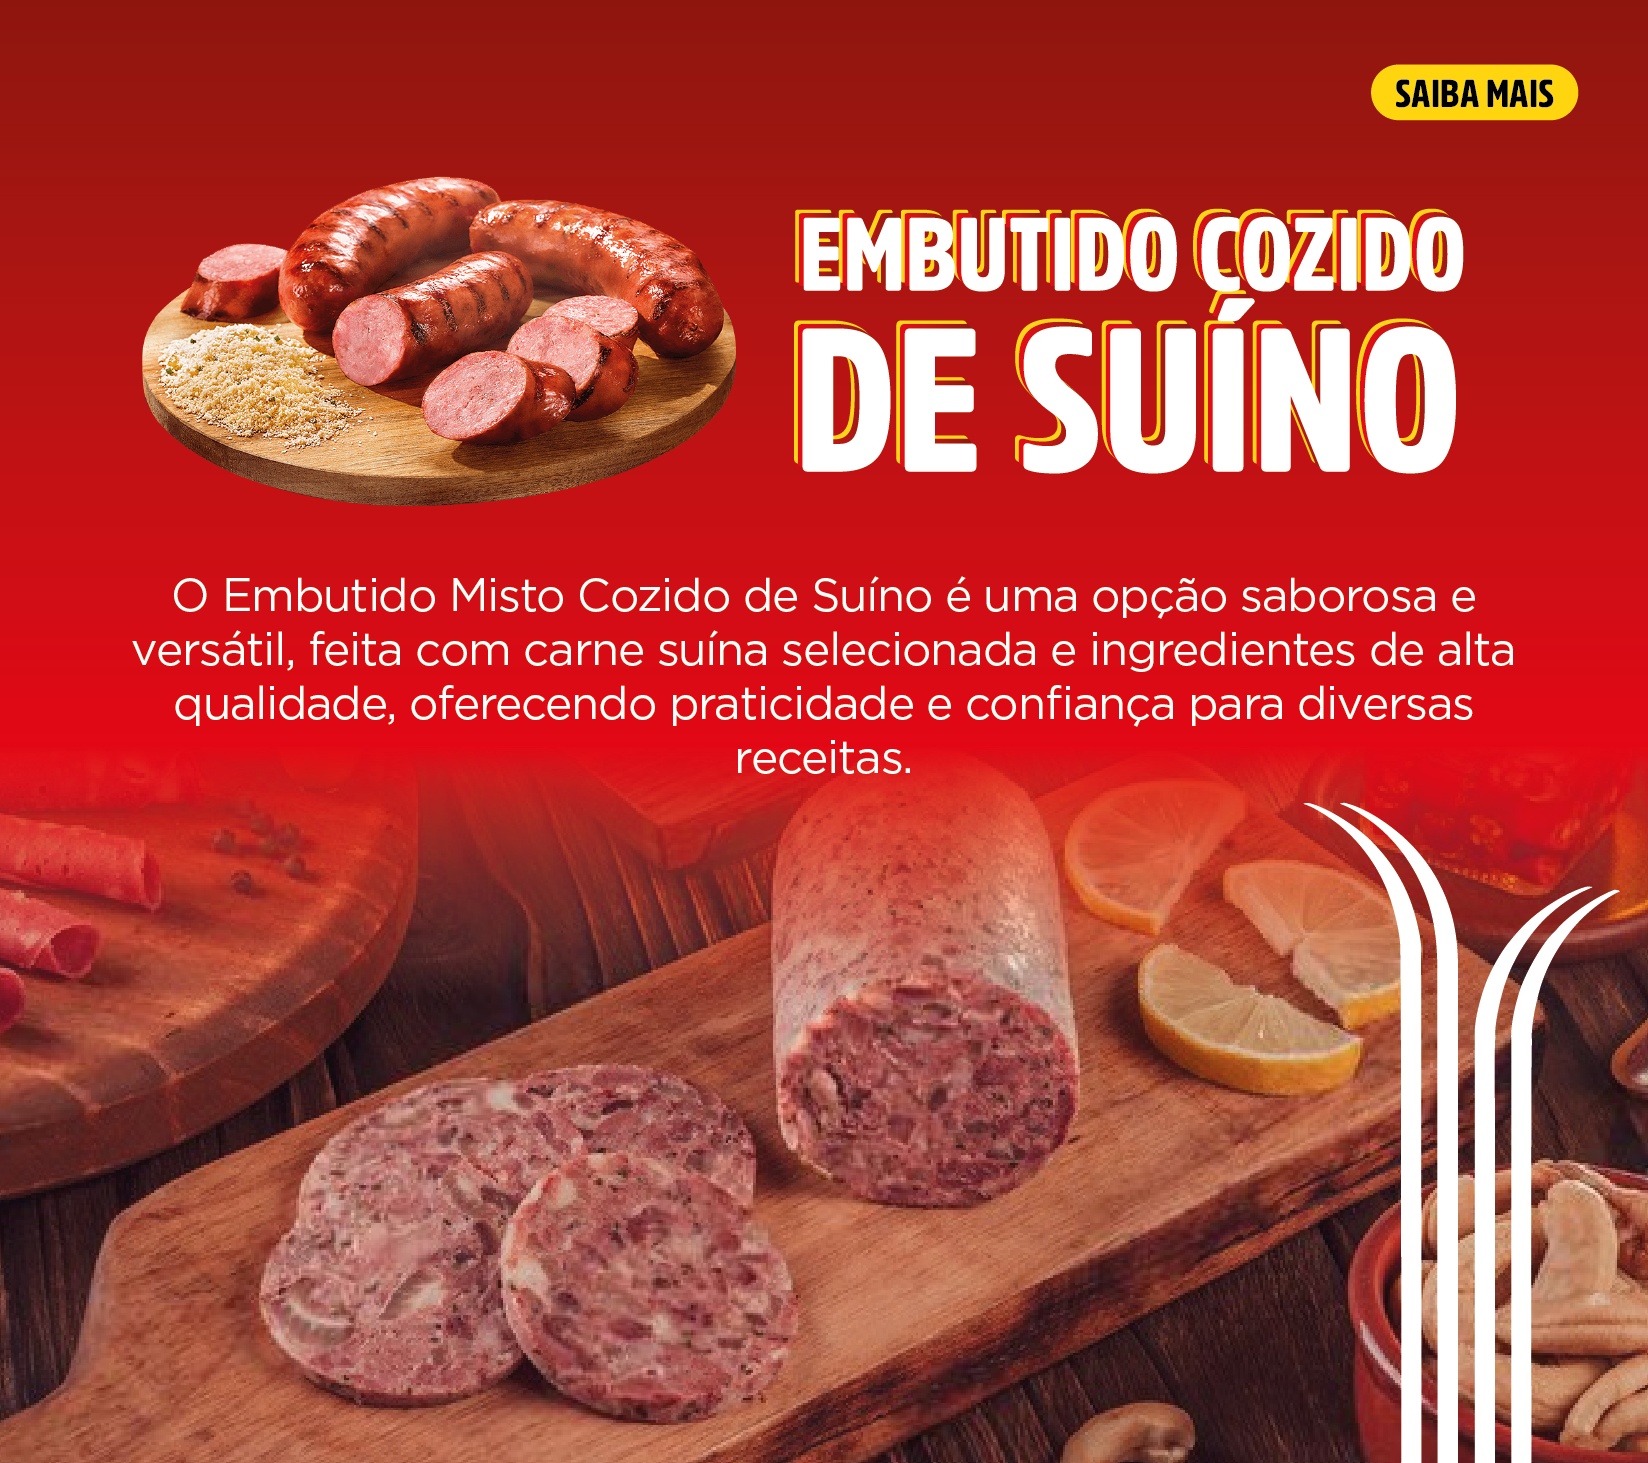 SAIBA MAIS
EMBUTIDO ÇOZIDO
DE SUÍNO
O Embutido Misto Cozido de Suíno é uma opção saborosa e
versátil, feita com carne suína selecionada e ingredientes de alta
qualidade, oferecendo praticidade e confiança para diversas
receitas.